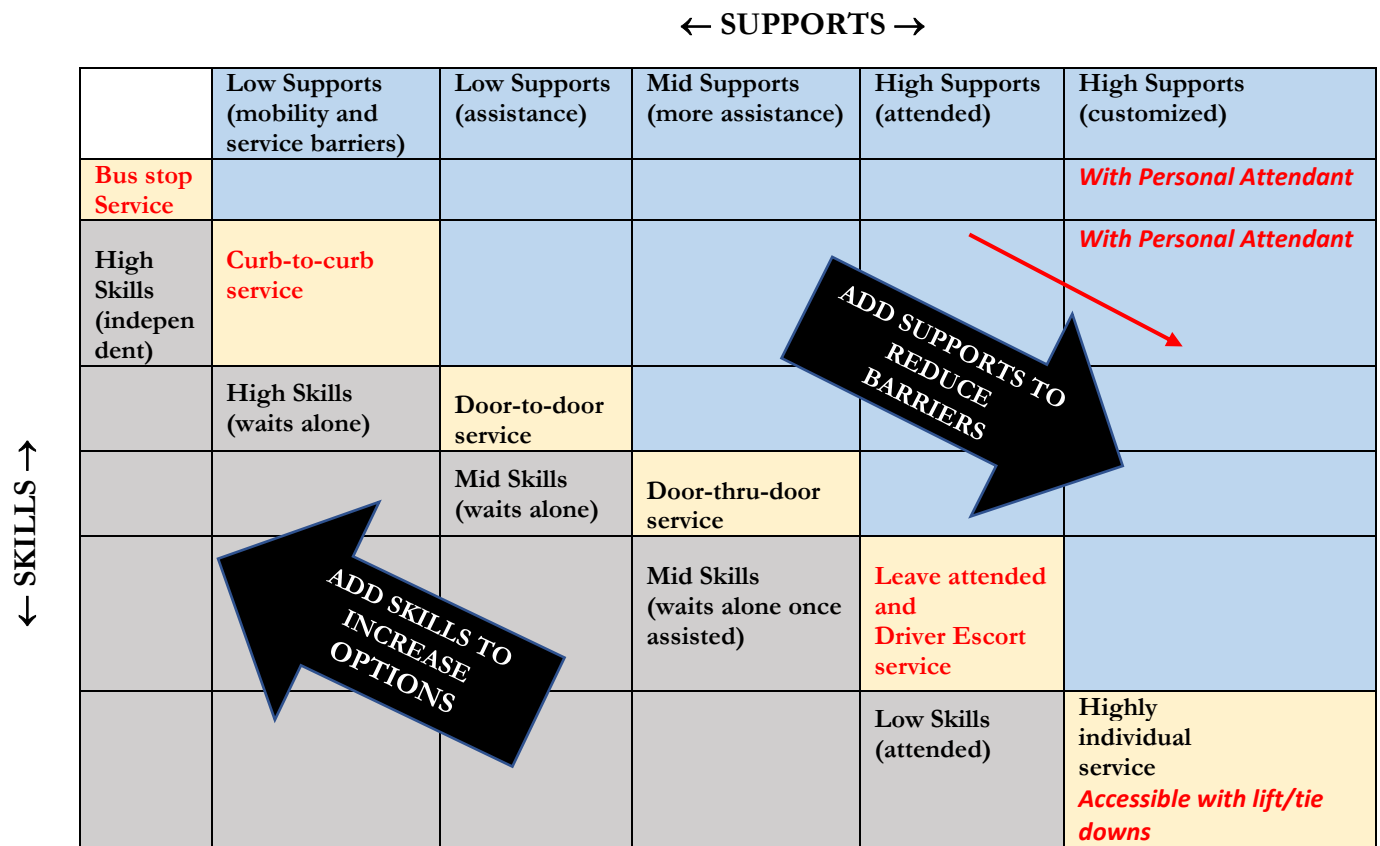 ← SUPPORTS →
Low Supports
(mobility and
service barriers)
Low Supports
(assistance)
Mid Supports
(more assistance)
High Supports
(attended)
High Supports
(customized)
Bus stop
Service
With Personal Attendant
High
Skills
(indepen
dent)
Curb-to-curb
service
With Personal Attendant
ADD SUPPORTS TO
REDUCE
BARRIERS
High Skills
(waits alone)
Door-to-door
service
← SKILLS →
Mid Skills
(waits alone)
Door-thru-door
service
ADD SKILLS TO
INCREASE
OPTIONS
Mid Skills
(waits alone once
assisted)
Leave attended
and
Driver Escort
service
Low Skills
(attended)
Highly
individual
service
Accessible with lift/tie
downs